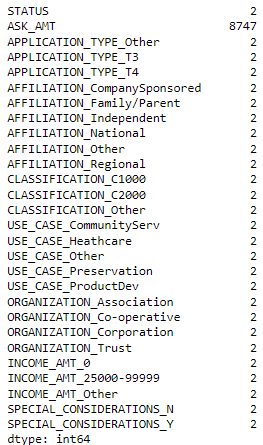 STATUS 2
ASK_AMT 8747
APPLICATION_TYPE_Other 2
APPLICATION_TYPE_T3 2
APPLICATION_TYPE_T4 2
AFFILIATION_CompanySponsored 2
AFFILIATION_Family/Parent 2
AFFILIATION_Independent 2
AFFILIATION_National 2
AFFILIATION_Other 2
AFFILIATION_Regional 2
CLASSIFICATION_C1000 2
CLASSIFICATION_C2000 2
CLASSIFICATION_Other 2
USE_CASE_CommunityServ 2
USE_CASE_Heathcare 2
USE_CASE_Other 2
USE_CASE_Preservation 2
USE_CASE_ProductDev 2
ORGANIZATION_Association 2
ORGANIZATION_Co-operative 2
ORGANIZATION_Corporation 2
ORGANIZATION_Trust 2
INCOME_AMT_0 2
INCOME_AMT_25000-99999 2
INCOME_AMT_Other 2
SPECIAL_CONSIDERATIONS_N 2
SPECIAL_CONSIDERATIONS_Y 2
dtype: int64